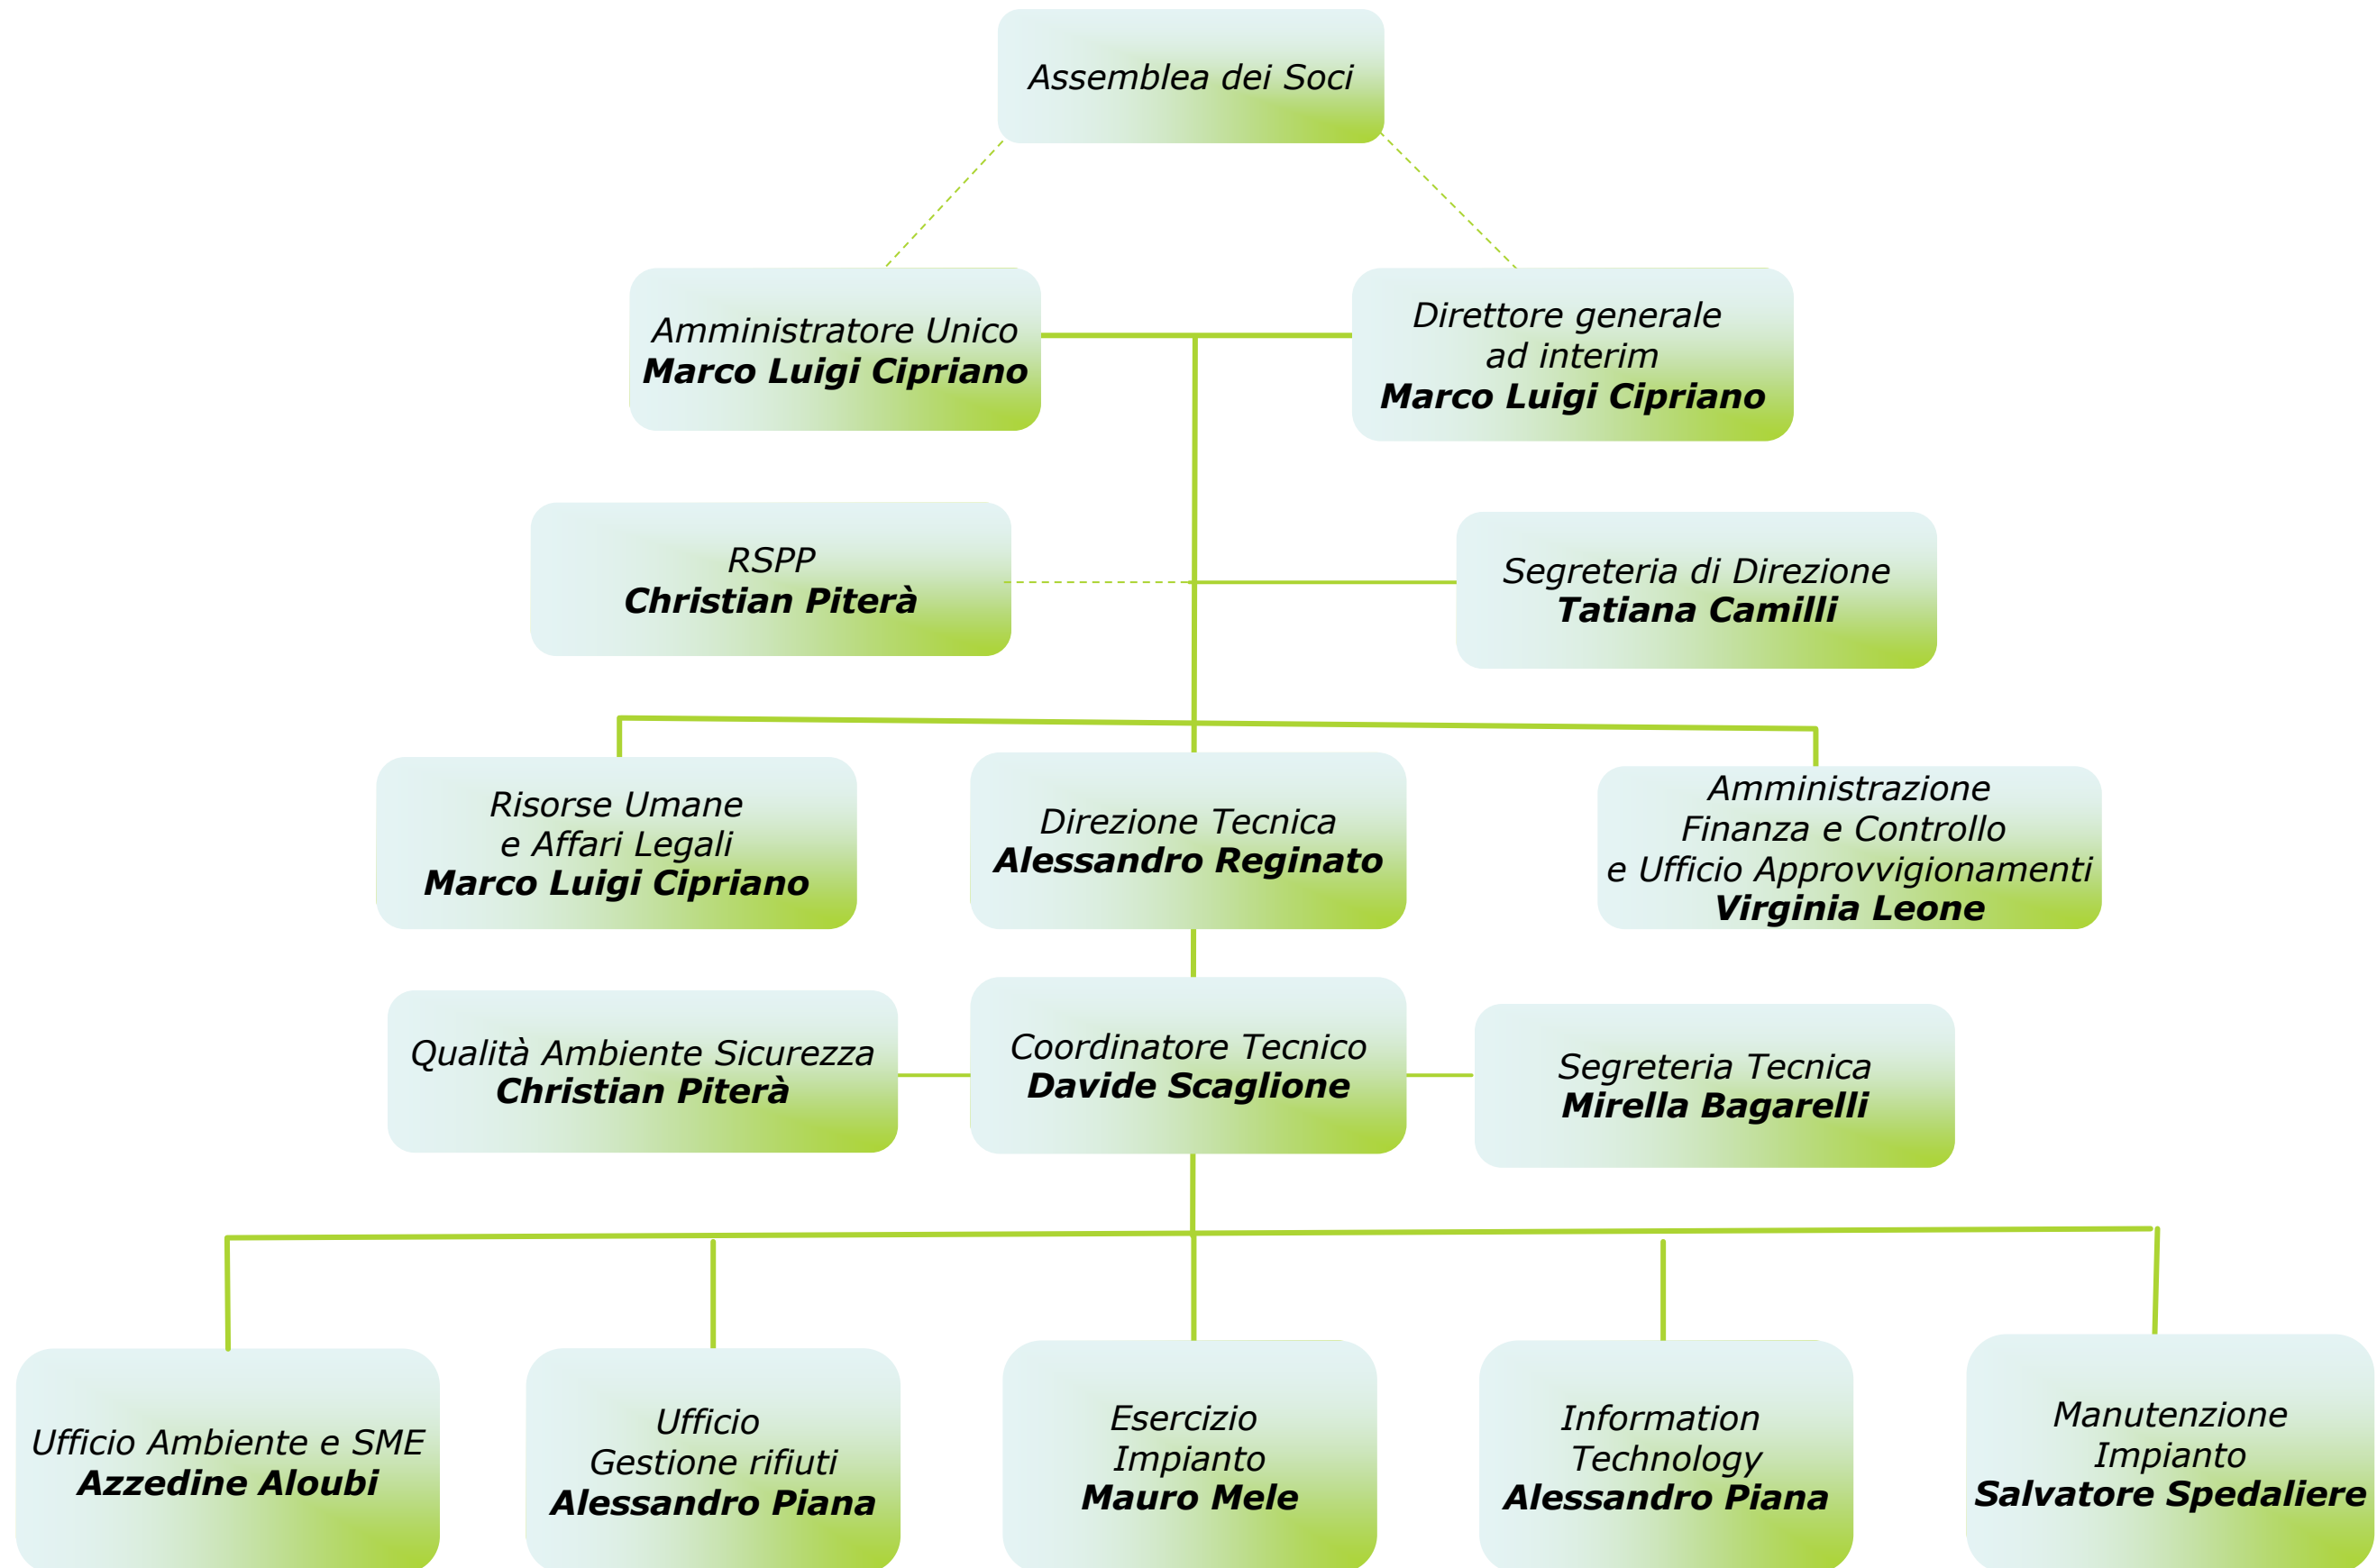 Assemblea dei Soci
Amministratore Unico
Marco Luigi Cipriano
Direttore generale
ad interim
Marco Luigi Cipriano
RSPP
Christian Piterà
Segreteria di Direzione
Tatiana Camilli
Risorse Umane
e Affari Legali
Marco Luigi Cipriano
Direzione Tecnica
Alessandro Reginato
Amministrazione
Finanza e Controllo
e Ufficio Approvvigionamenti
Virginia Leone
Qualità Ambiente Sicurezza
Christian Piterà
Coordinatore Tecnico
Davide Scaglione
Segreteria Tecnica
Mirella Bagarelli
Ufficio Ambiente e SME
Azzedine Aloubi
Ufficio
Gestione rifiuti
Alessandro Piana
Esercizio
Impianto
Mauro Mele
Information
Technology
Alessandro Piana
Manutenzione
Impianto
Salvatore Spedaliere